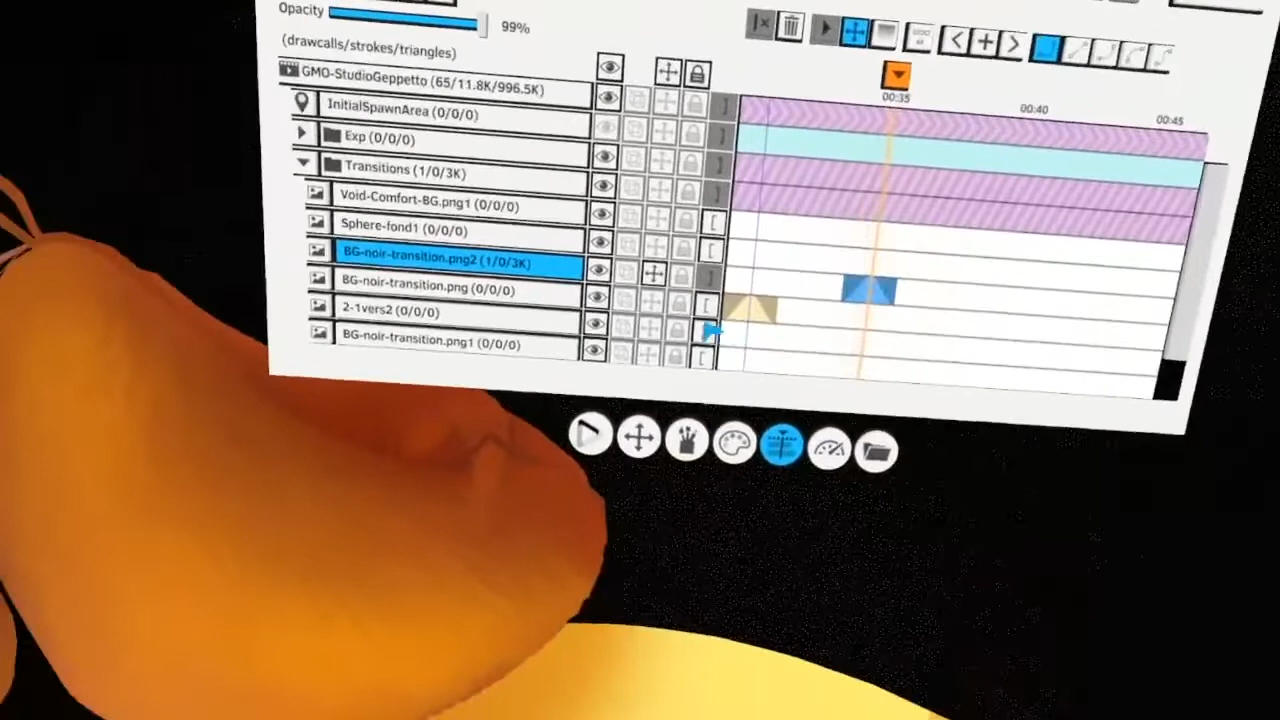 Opacity 99%
(drawcalls/strokes/triangles)
GMO-StudioGeppetto (65/11.8K/996.5K)
InitialSpawnArea (0/0/0)
Exp (0/0/0)
Transitions (1/0/3K)
Void-Comfort-BG.png1 (0/0/0)
Sphere-fond1 (0/0/0)
BG-noir-transition.png2 (1/0/3K)
BG-noir-transition.png (0/0/0)
2-1vers2 (0/0/0)
BG-noir-transition.png1 (0/0/0)
00:35 00:40 00:45